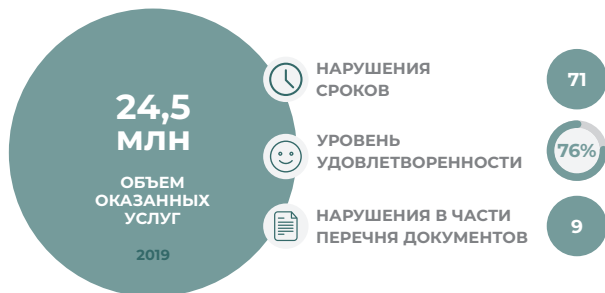 24,5
МЛН
ОБЪЕМ
ОКАЗАННЫХ
УСЛУГ
2019
НАРУШЕНИЯ
СРОКОВ
71
УРОВЕНЬ
УДОВЛЕТВОРЕННОСТИ
76%
НАРУШЕНИЯ В ЧАСТИ
ПЕРЕЧНЯ ДОКУМЕНТОВ
9